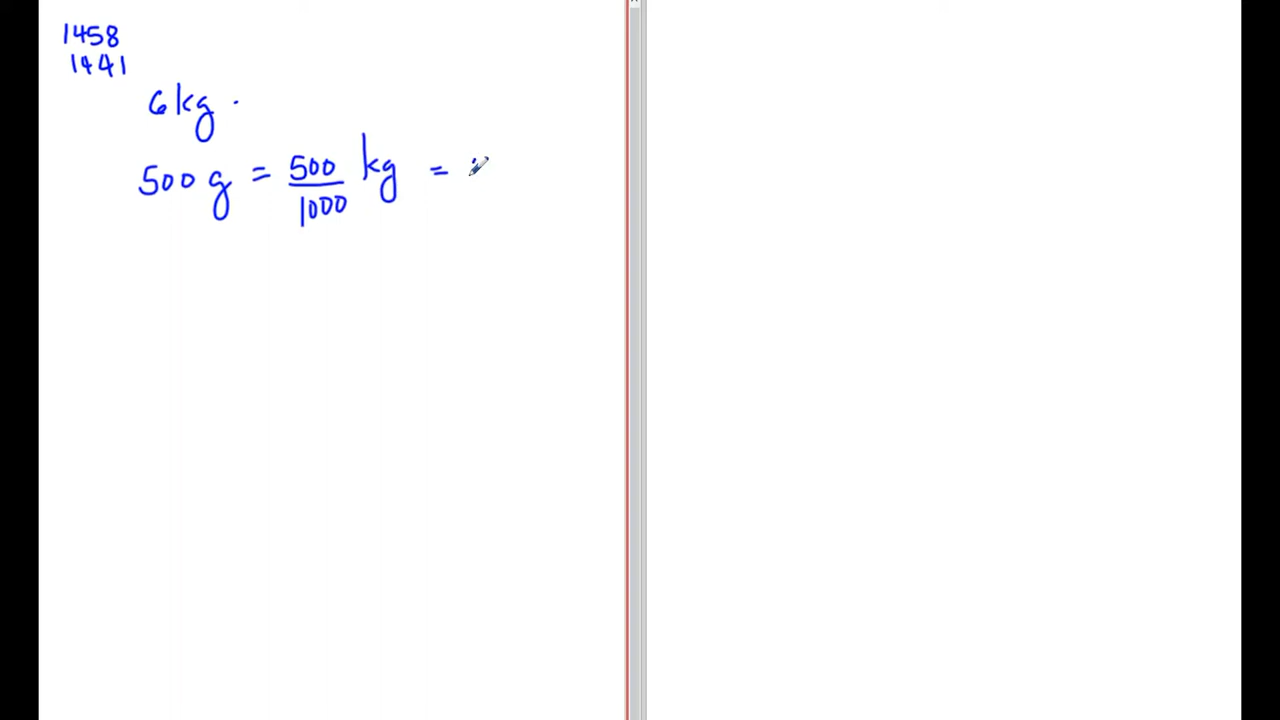 1458
1441
6kg .
500 g = 500/1000 kg =